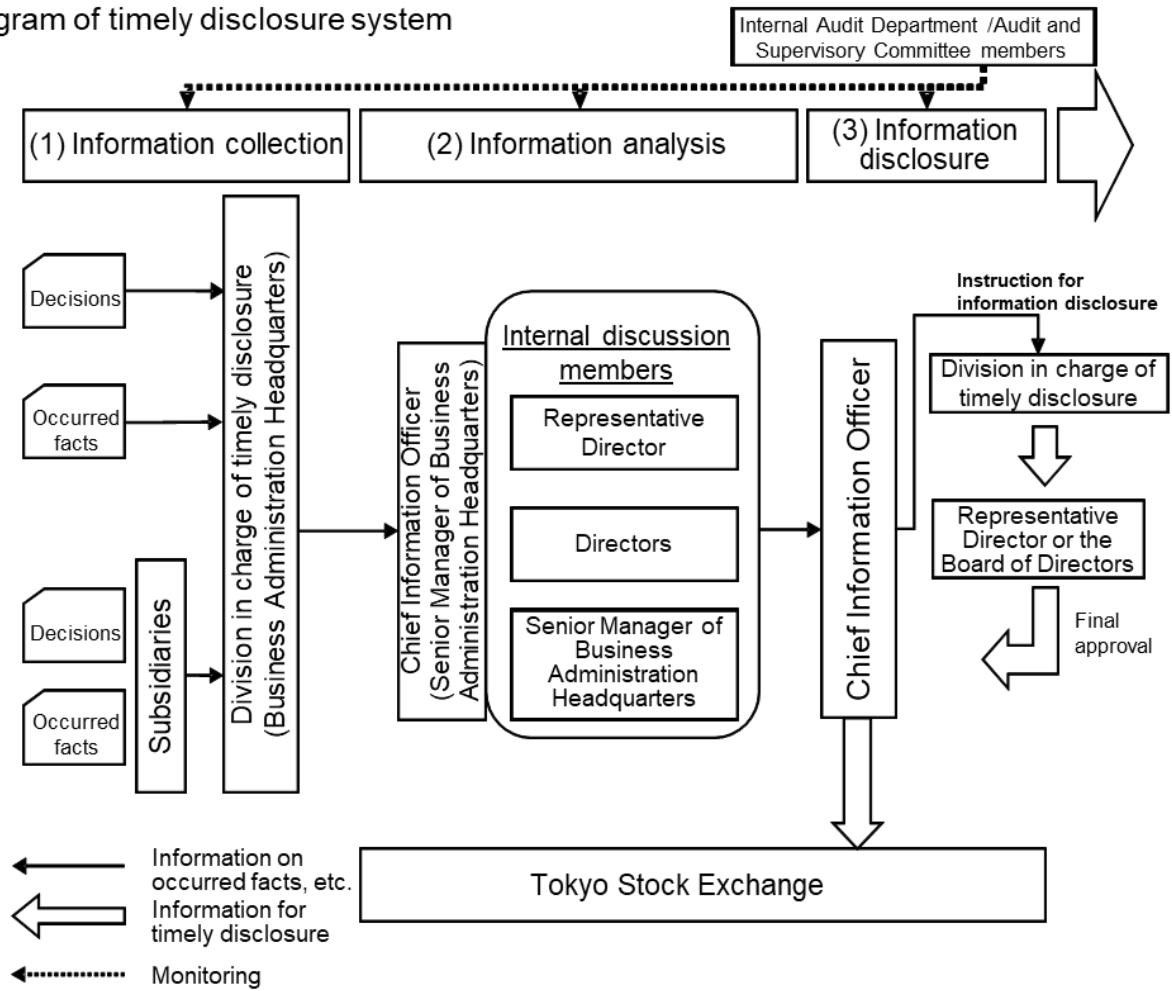 gram of timely disclosure system
Internal Audit Department /Audit and
Supervisory Committee members
(1) Information collection
(2) Information analysis
(3) Information
disclosure
Decisions
Occurred
facts
Decisions
Occurred
facts
Subsidiaries
Division in charge of timely disclosure
(Business Administration Headquarters)
Chief Information Officer
(Senior Manager of Business
Administration Headquarters)
Internal discussion
members
Representative
Director
Directors
Senior Manager of
Business
Administration
Headquarters
Chief Information Officer
Instruction for
information disclosure
Division in charge of
timely disclosure
Representative
Director or the
Board of Directors
Final
approval
Tokyo Stock Exchange
Information on
occurred facts, etc.
Information for
timely disclosure
Monitoring